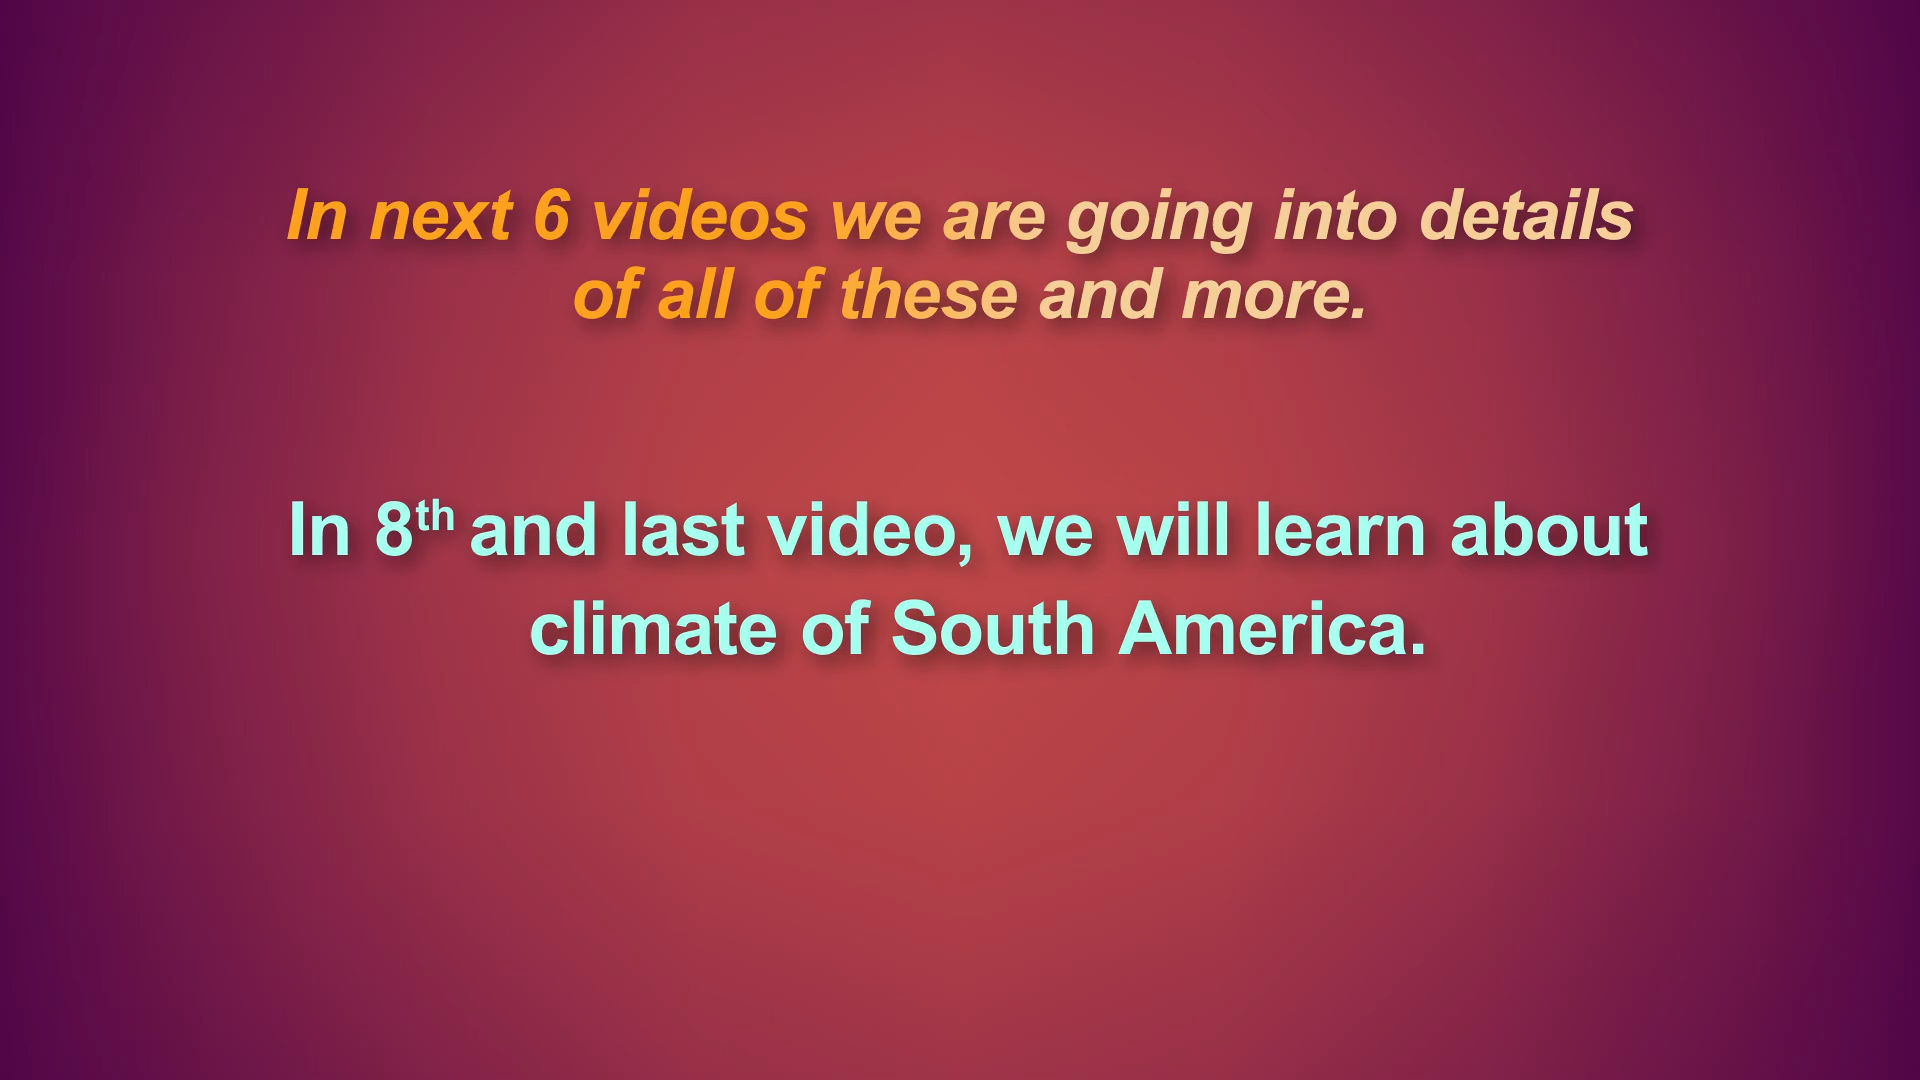 In next 6 videos we are going into details
of all of these and more.
In 8th and last video, we will learn about
climate of South America.